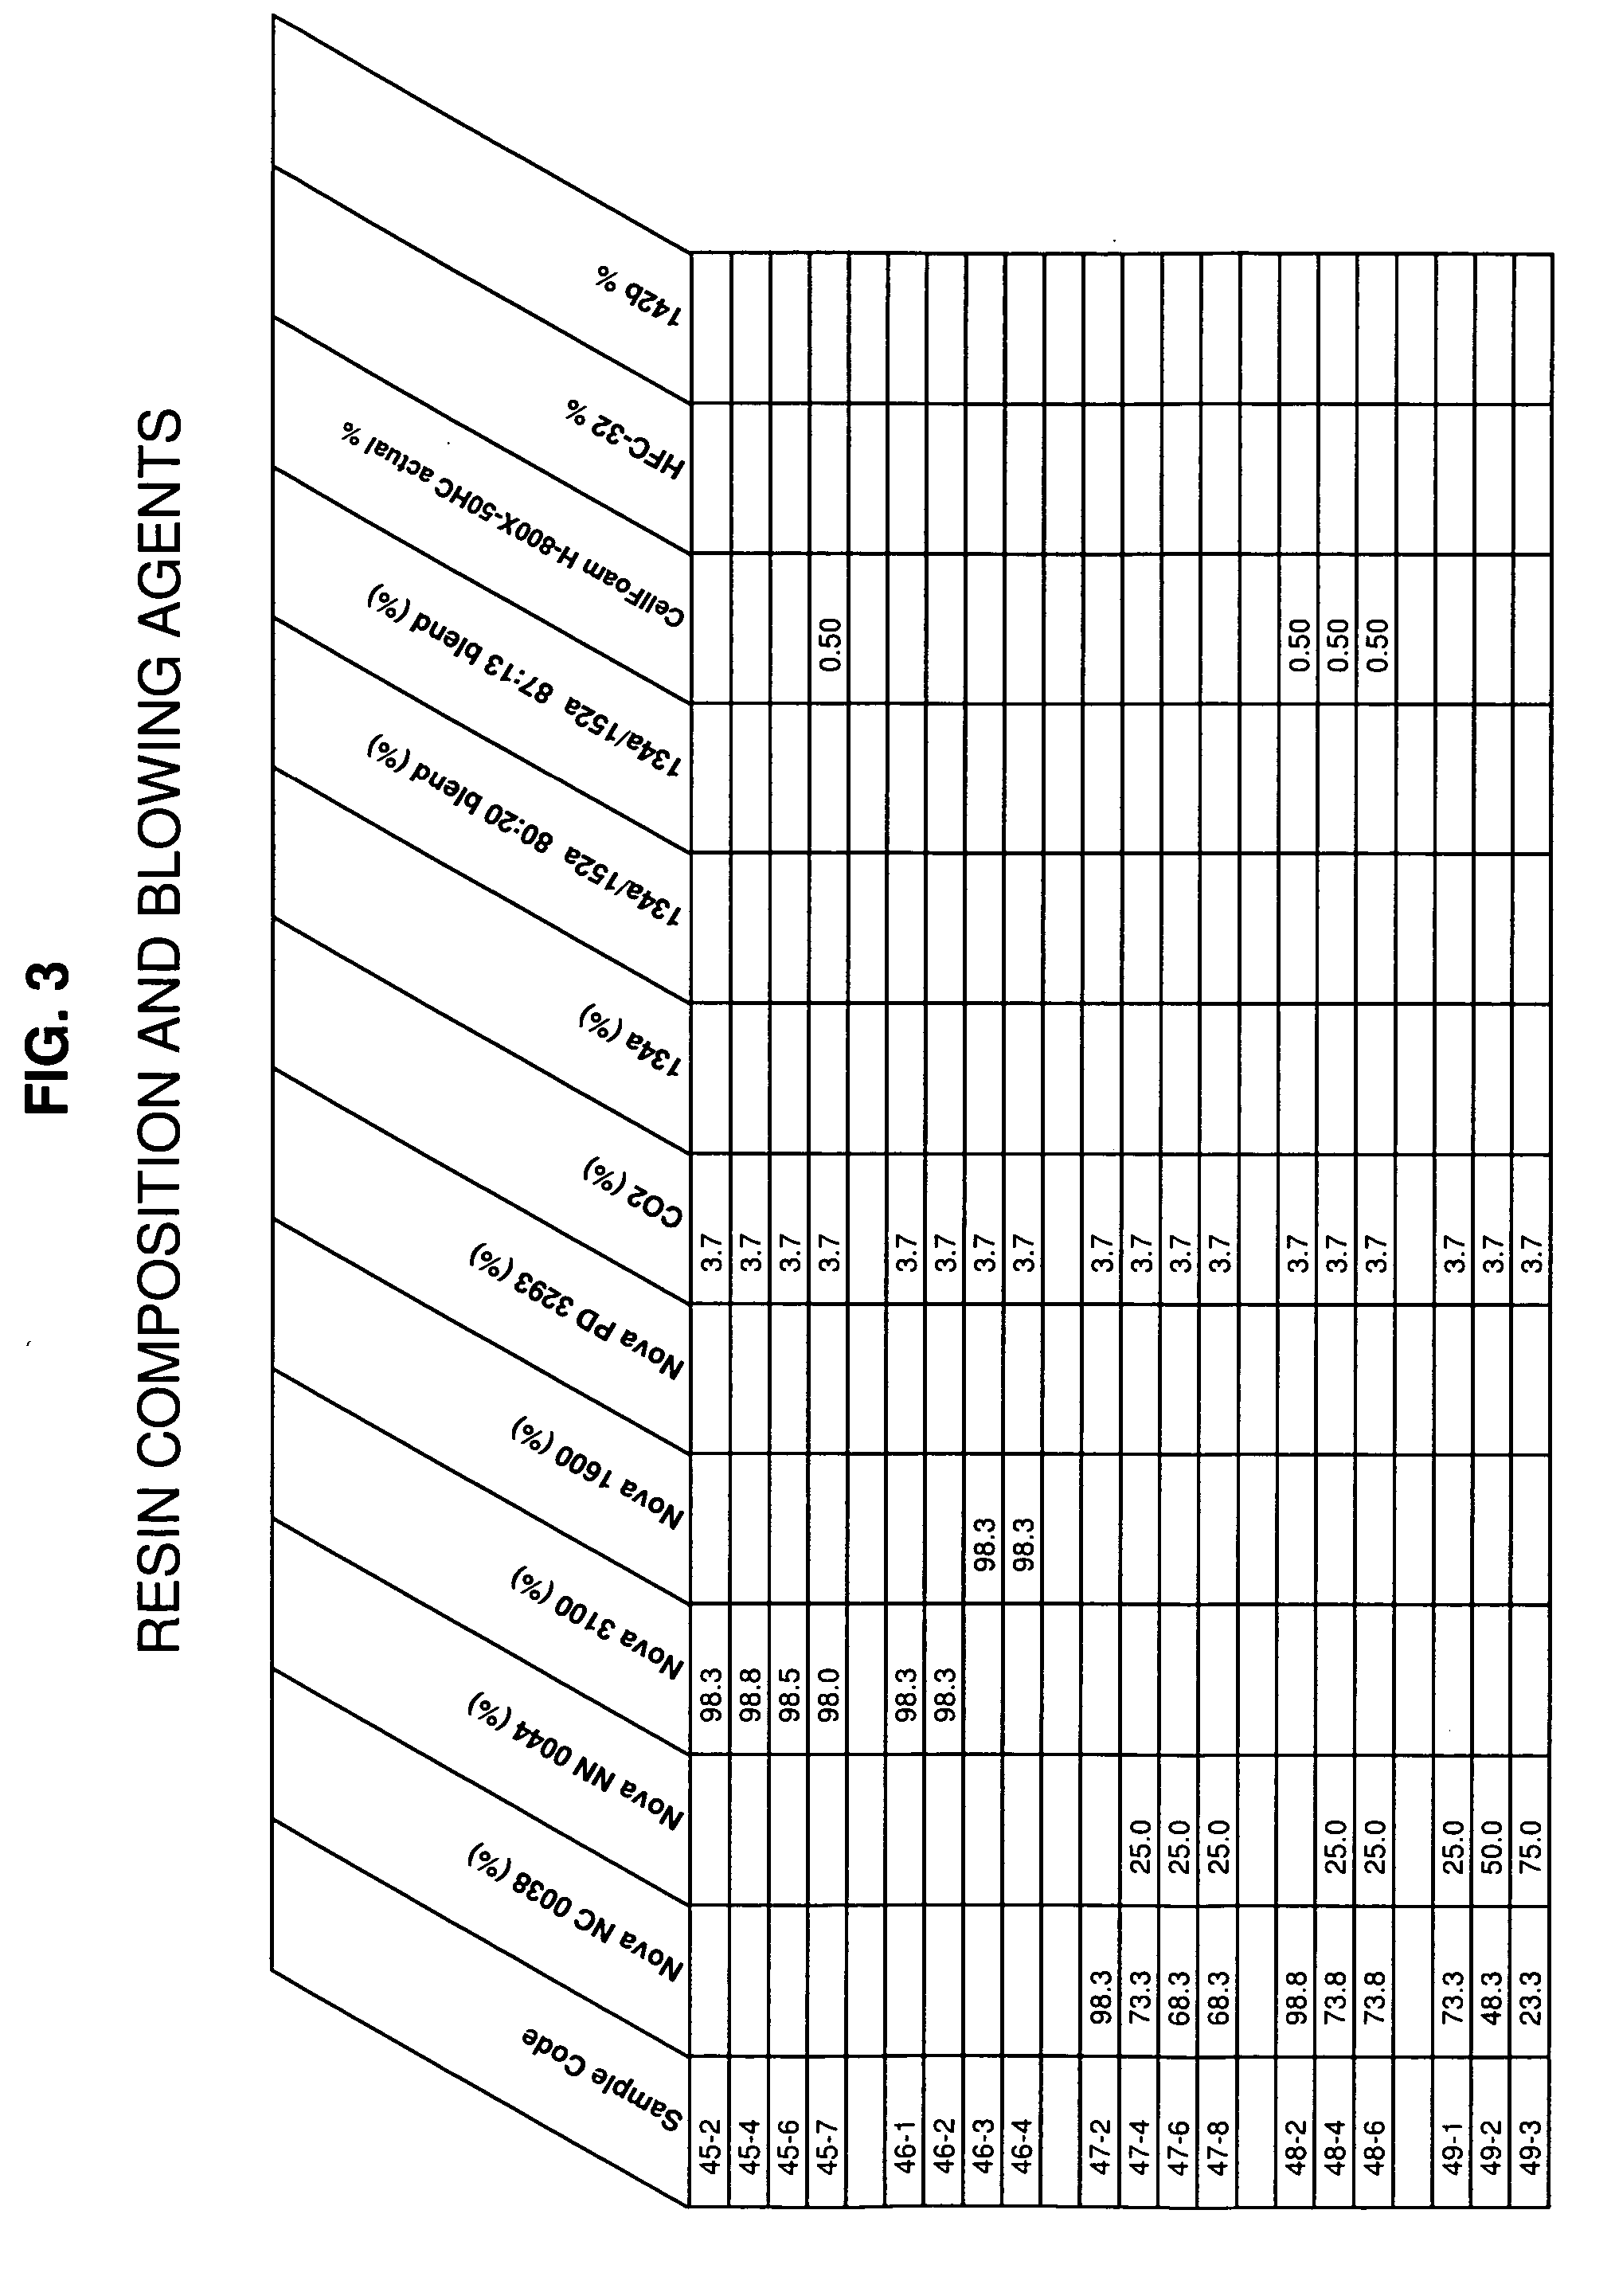 FIG. 3
RESIN COMPOSITION AND BLOWING AGENTS
Sample Code Nova NC 0038 (%) Nova NN 0044 (%) Nova 3100 (%) Nova 1600 (%) Nova PD 3293 (%) CO2 (%) 134a (%) 134a/152a 80:20 blend (%) 134a/152a 87:13 blend (%) CellFoam H-800X-50HC actual % HFC-32 % 142b %
45-2 98.3 3.7
45-4 98.8 3.7
45-6 98.5 3.7
45-7 98.0 3.7 0.50
46-1 98.3 3.7
46-2 98.3 3.7
46-3 98.3 3.7
46-4 98.3 3.7
47-2 98.3 3.7
47-4 73.3 25.0 3.7
47-6 68.3 25.0 3.7
47-8 68.3 25.0 3.7
48-2 98.8 3.7 0.50
48-4 73.8 25.0 3.7 0.50
48-6 73.8 25.0 3.7 0.50
49-1 73.3 25.0 3.7
49-2 48.3 50.0 3.7
49-3 23.3 75.0 3.7